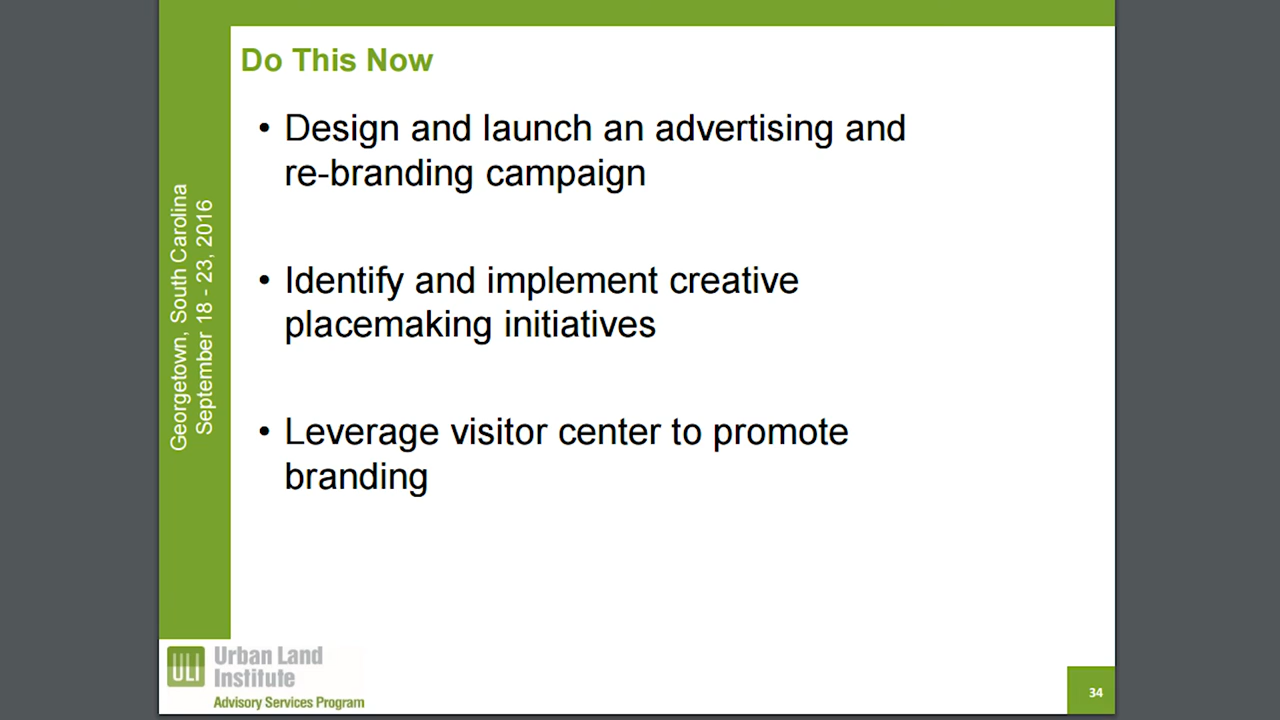 Do This Now
• Design and launch an advertising and
re-branding campaign
• Identify and implement creative
placemaking initiatives
• Leverage visitor center to promote
branding
Georgetown, South Carolina
September 18 - 23, 2016
ULI
Urban Land
Institute
Advisory Services Program
34